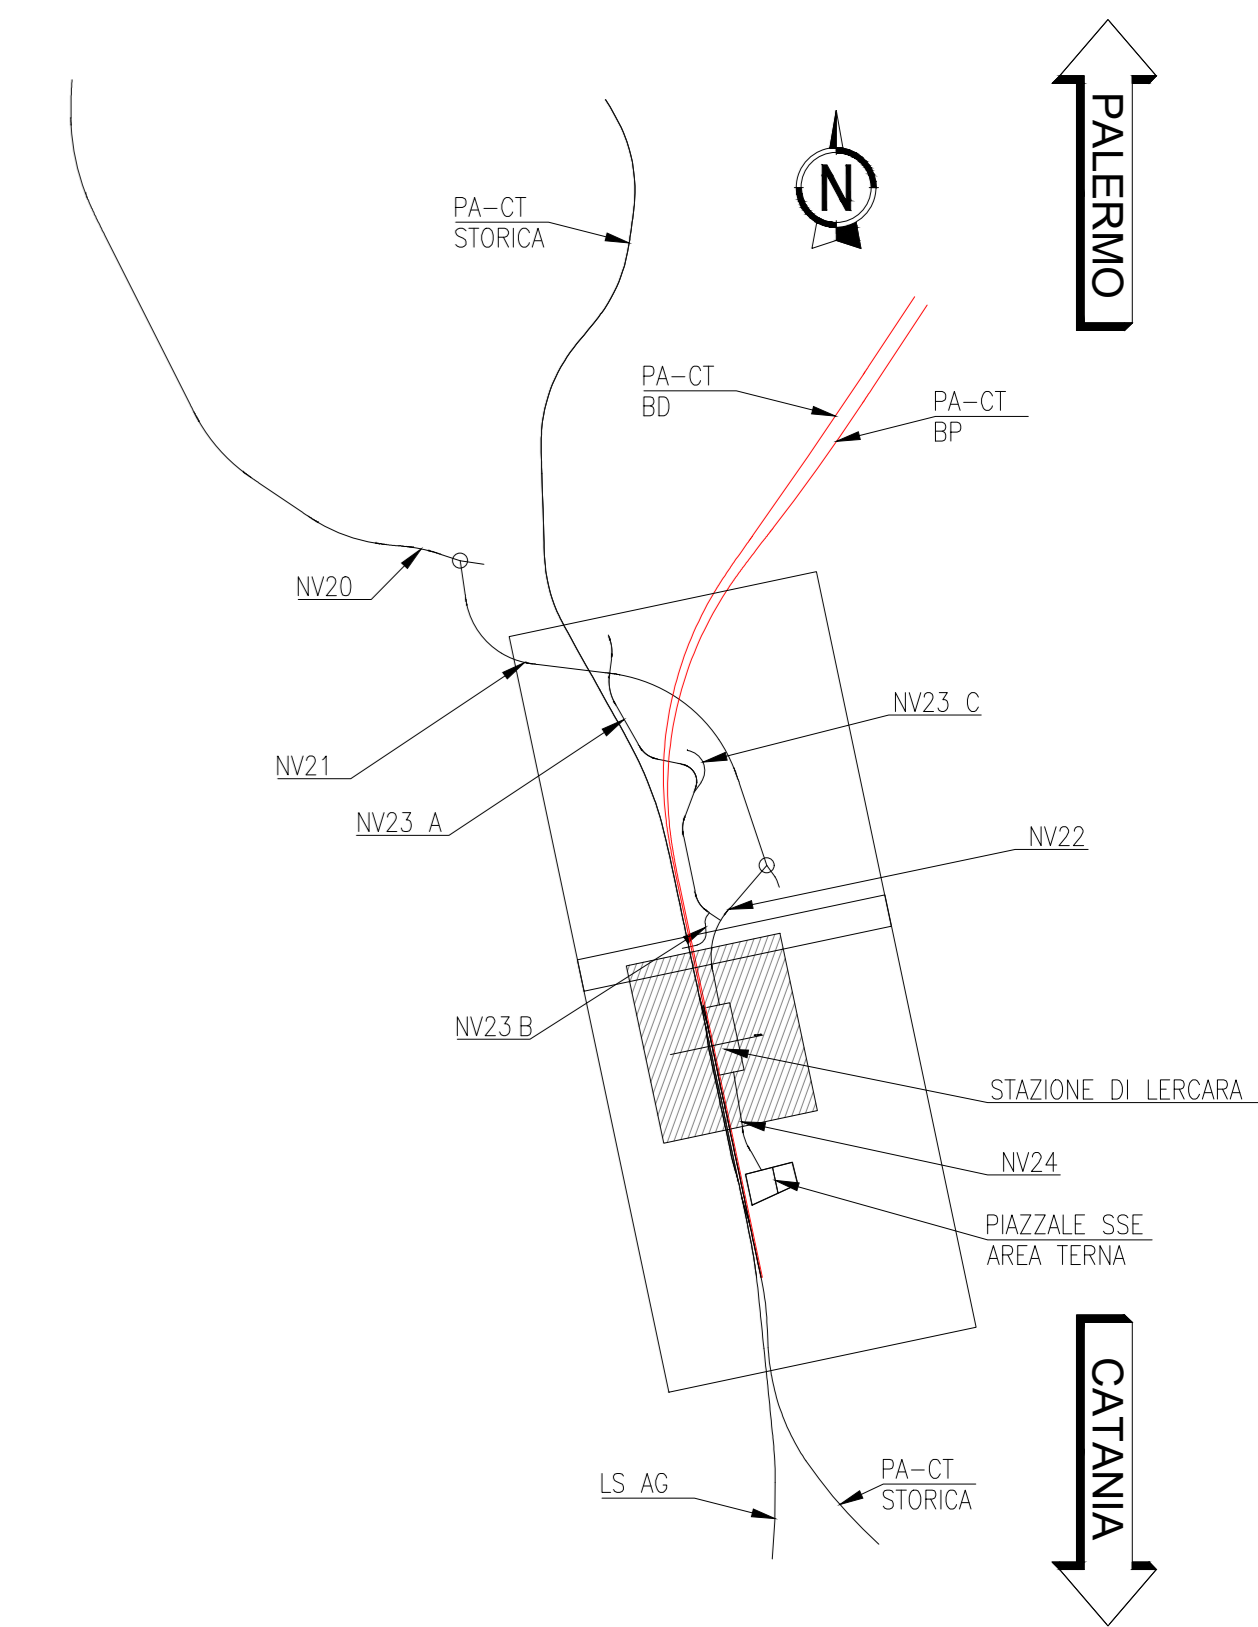 PALERMO
N
PA-CT
STORICA
PA-CT
BD
PA-CT
BP
NV20
NV23 C
NV21
NV23 A
NV22
NV23 B
STAZIONE DI LERCARA
NV24
PIAZZALE SSE
AREA TERNA
CATANIA
LS AG
PA-CT
STORICA